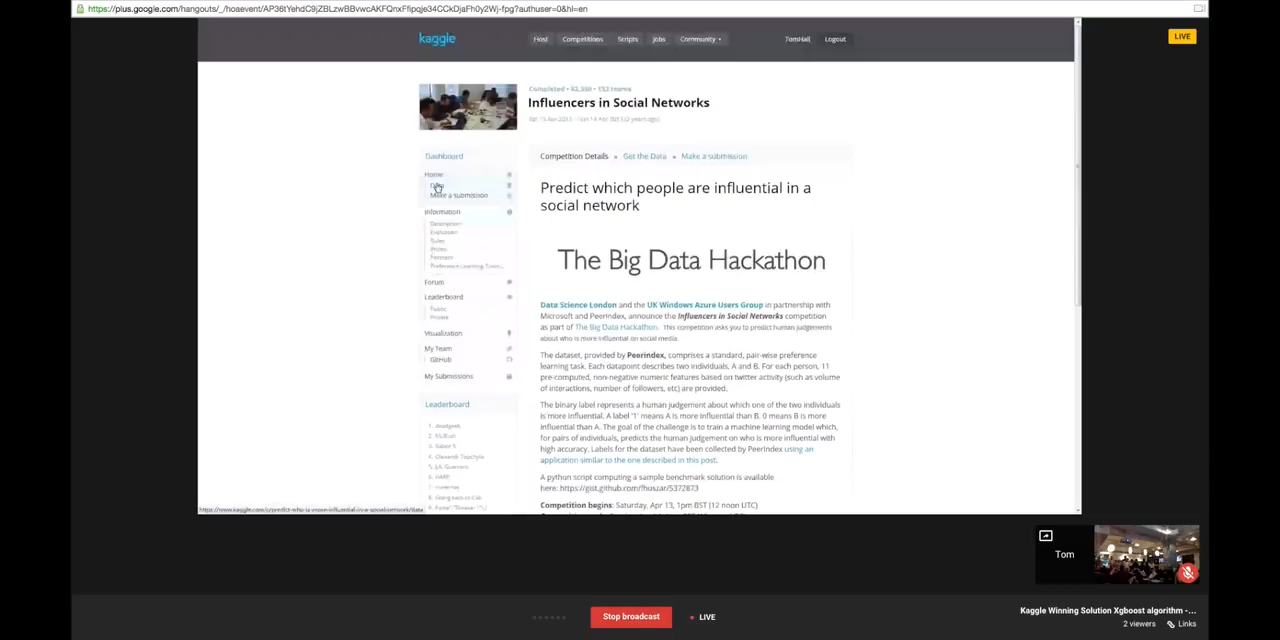 https://plus.google.com/hangouts/_/hoaevent/AP36tYehdC9jZBLzwBBvwcAKFQnxFfipqje34CCkDjaFh0y2Wj-fpg?authuser=0&hl=en
kaggle
Host
Competitions
Scripts
Jobs
Community
TomHall
Logout
LIVE
Completed
teams
Influencers in Social Networks
Dashboard
Competition Details » Get the Data » Make a submission
Home
Make a submission
Information
Description
Evaluation
Rules
Prizes
Forum
Leaderboard
Public
Private
Visualization
My Team
GitHub
My Submissions
Leaderboard
Predict which people are influential in a
social network
The Big Data Hackathon
Data Science London and the UK Windows Azure Users Group in partnership with
Microsoft and PeerIndex, announce the Influencers in Social Networks competition
as part of The Big Data Hackathon. This competition asks you to predict human judgements
about who is more influential on social media.
The dataset, provided by Peerindex, comprises a standard, pair-wise preference
learning task. Each datapoint describes two individuals, A and B. For each person, 11
pre-computed, non-negative numeric features based on twitter activity (such as volume
of interactions, number of followers, etc) are provided.
The binary label represents a human judgement about which one of the two individuals
is more influential. A label '1' means A is more influential than B. 0 means B is more
influential than A. The goal of the challenge is to train a machine learning model which,
for pairs of individuals, predicts the human judgement on who is more influential with
high accuracy. Labels for the dataset have been collected by PeerIndex using an
application similar to the one described in this post.
A python script computing a sample benchmark solution is available
here: https://gist.github.com/fhuszar/5372873
Competition begins: Saturday, Apr 13, 1pm BST (12 noon UTC)
Tom
Stop broadcast
LIVE
Kaggle Winning Solution Xgboost algorithm -...
2 viewers
Links